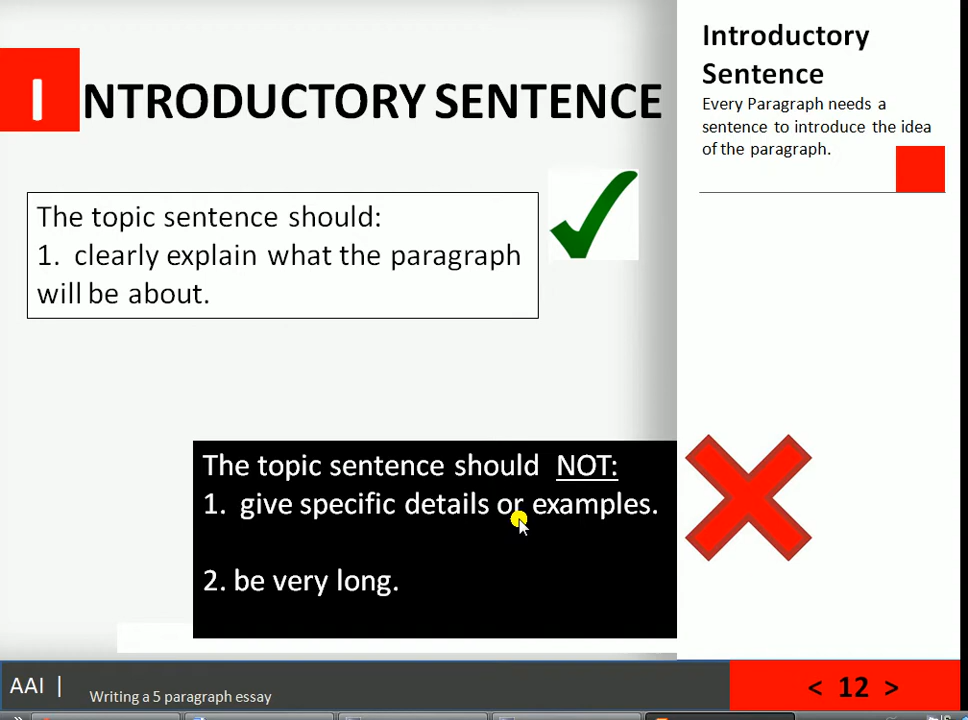 INTRODUCTORY SENTENCE
The topic sentence should:
1. clearly explain what the paragraph
will be about.
The topic sentence should NOT:
1. give specific details or examples.
2. be very long.
Introductory
Sentence
Every Paragraph needs a
sentence to introduce the idea
of the paragraph.
AAI |
Writing a 5 paragraph essay
< 12 >